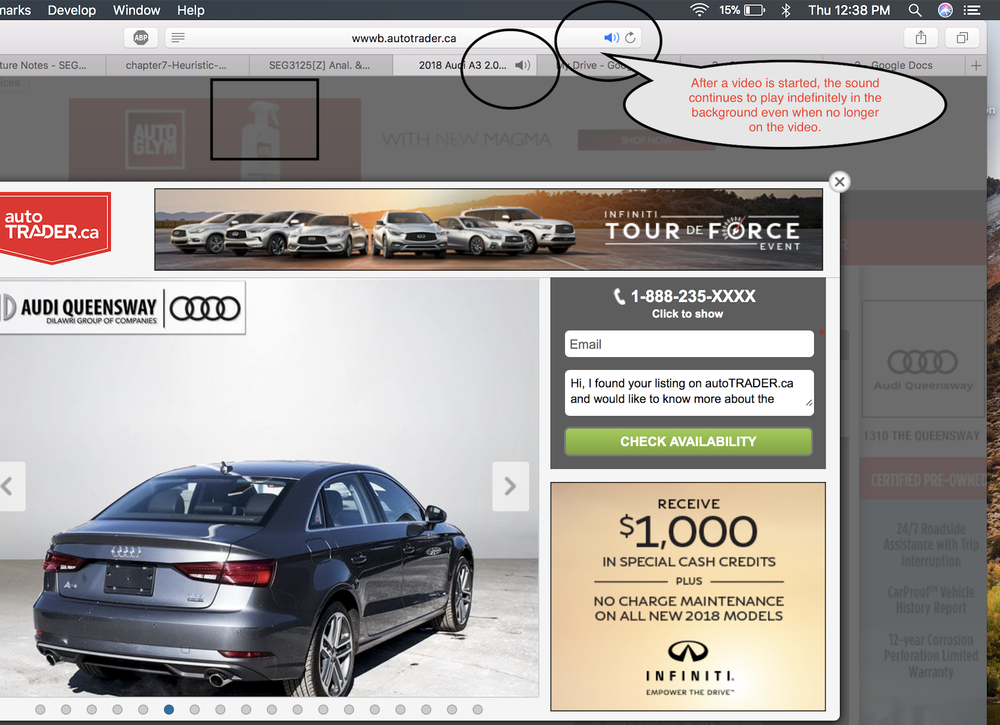 marks Develop Window Help
15% Thu 12:38 PM
ABP
wwwb.autotrader.ca
ture Notes - SEG...
chapter7-Heuristic-...
SEG3125[Z] Anal. &...
2018 Audi A3 2.0...
My Drive - Goog
Google Docs
After a video is started, the sound
continues to play indefinitely in the
background even when no longer
on the video.
ices
AUTO
GLYM
WITH NEW MAGMA
SHOP NOW
on
auto
TRADER.ca
INFINITI
TOUR DE FORCE
EVENT
AUDI QUEENSWAY
DILAWRI GROUP OF COMPANIES
1-888-235-XXXX
Click to show
Email
*
Hi, I found your listing on autoTRADER.ca
and would like to know more about the
CHECK AVAILABILITY
RECEIVE
$1,000
IN SPECIAL CASH CREDITS
PLUS
NO CHARGE MAINTENANCE
ON ALL NEW 2018 MODELS
INFINITI.
EMPOWER THE DRIVE™
Audi Queensway
1310 THE QUEENSWAY
CERTIFIED PRE-OWNED
24/7 Roadside
Assistance with Trip
Interruption
CarProof™ Vehicle
History Report
12-year Corrosion
Perforation Limited
Warranty